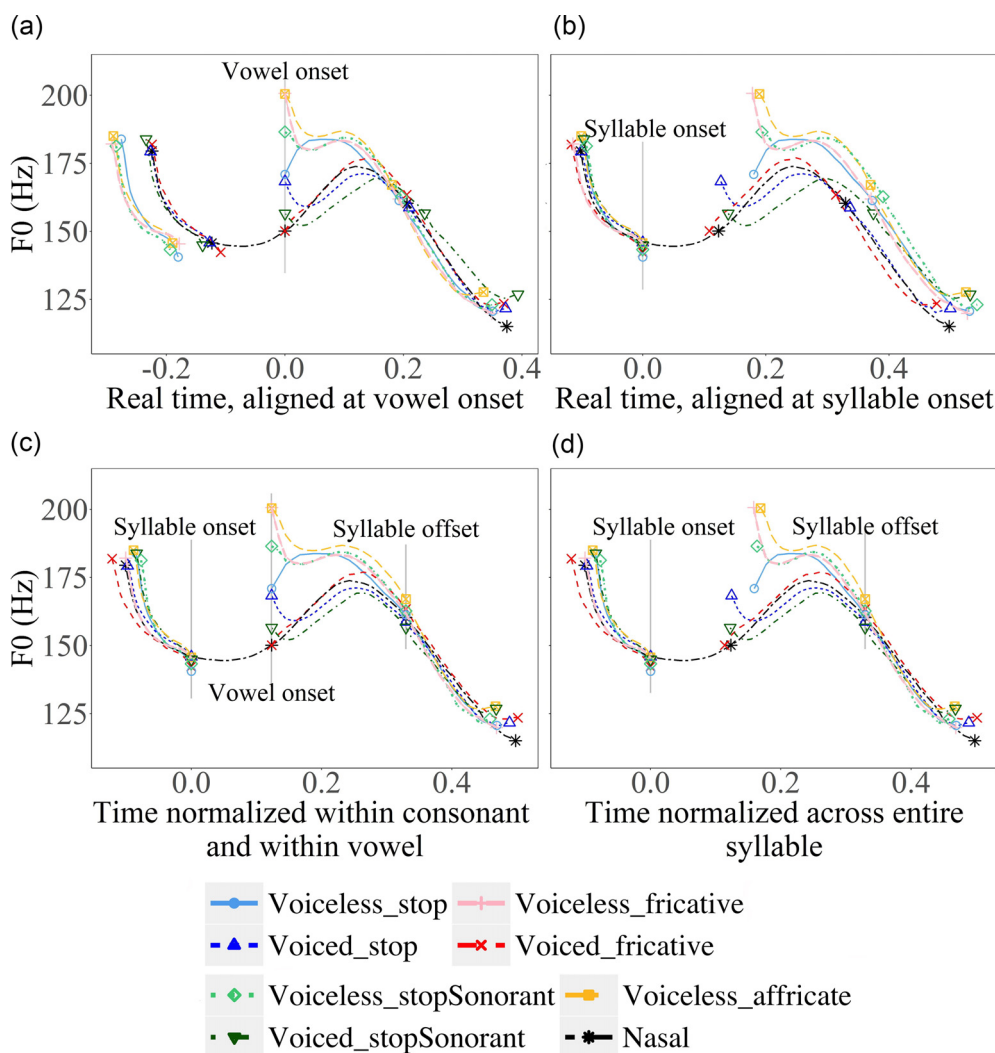 (a)
(b)
Vowel onset
Syllable onset
F0 (Hz)
200
175
150
125
-0.2
0.0
0.2
0.4
0.0
0.2
0.4
Real time, aligned at vowel onset
Real time, aligned at syllable onset
(c)
(d)
Syllable onset
Syllable offset
Vowel onset
Syllable onset
Syllable offset
F0 (Hz)
200
175
150
125
0.0
0.2
0.4
0.0
0.2
0.4
Time normalized within consonant
and within vowel
Time normalized across entire
syllable
Voiceless_stop
Voiceless_fricative
Voiced_stop
Voiced_fricative
Voiceless_stopSonorant
Voiceless_affricate
Voiced_stopSonorant
Nasal